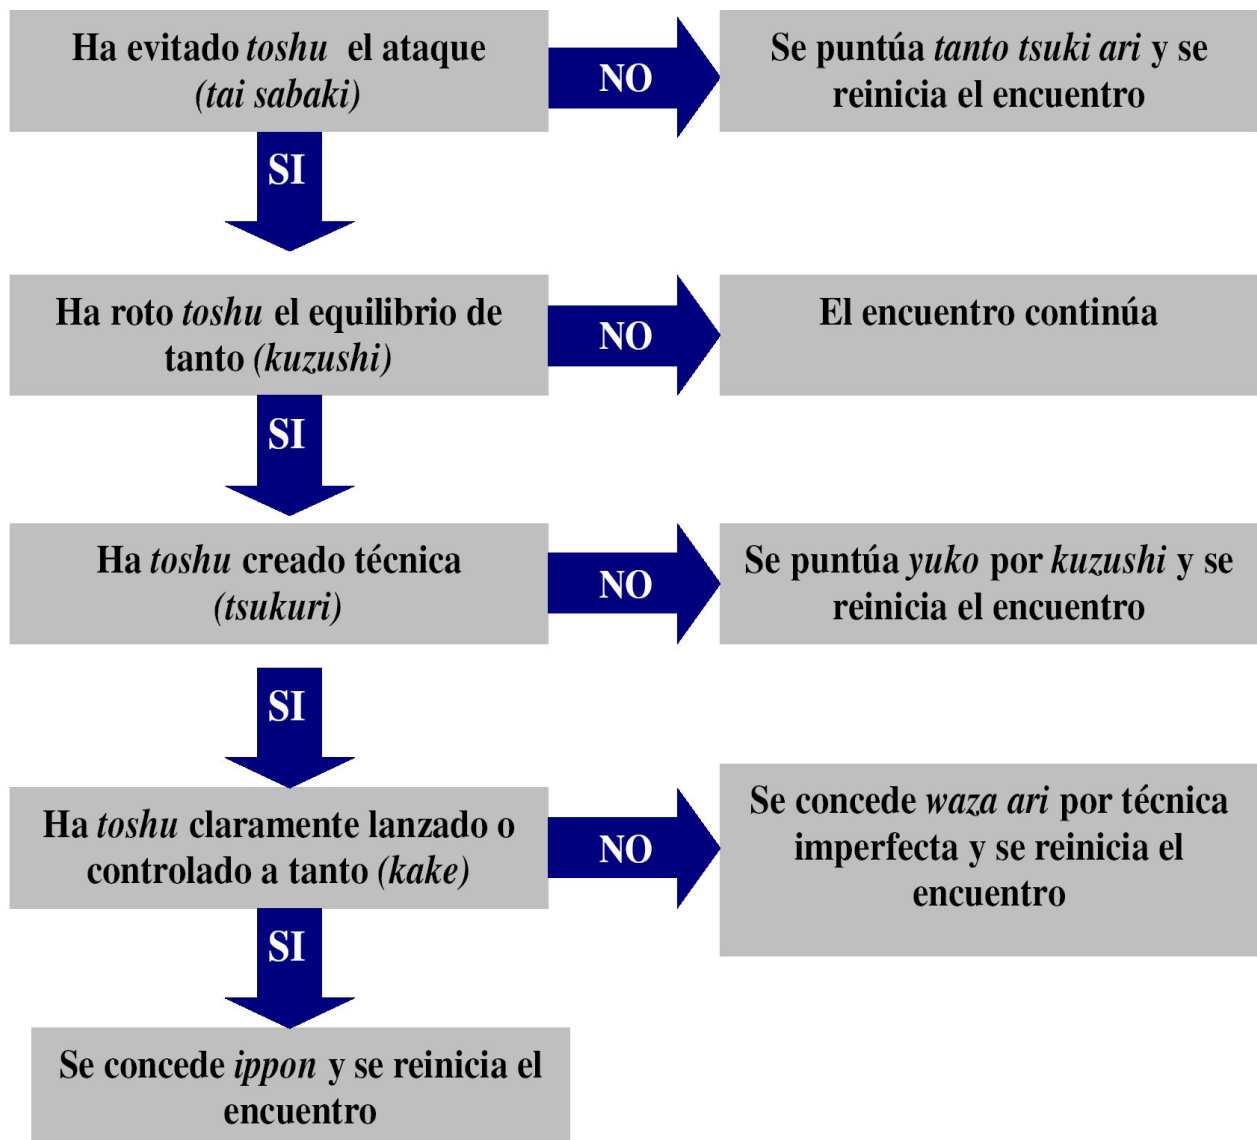 Ha evitado toshu el ataque
(tai sabaki)
NO
Se puntúa tanto tsuki ari y se
reinicia el encuentro
SI
Ha roto toshu el equilibrio de
tanto (kuzushi)
NO
El encuentro continúa
SI
Ha toshu creado técnica
(tsukuri)
NO
Se puntúa yuko por kuzushi y se
reinicia el encuentro
SI
Ha toshu claramente lanzado o
controlado a tanto (kake)
NO
Se concede waza ari por técnica
imperfecta y se reinicia el
encuentro
SI
Se concede ippon y se reinicia el
encuentro